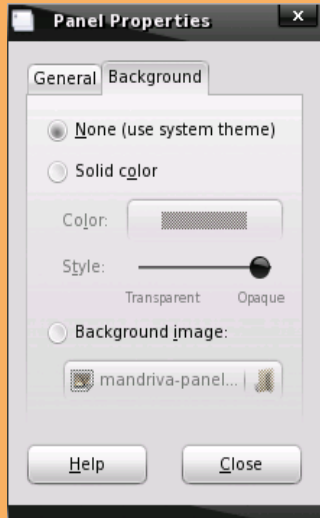 Panel Properties
x
General Background
None (use system theme)
Solid color
Color:
Style:
Transparent Opaque
Background image:
mandriva-panel...
Help Close